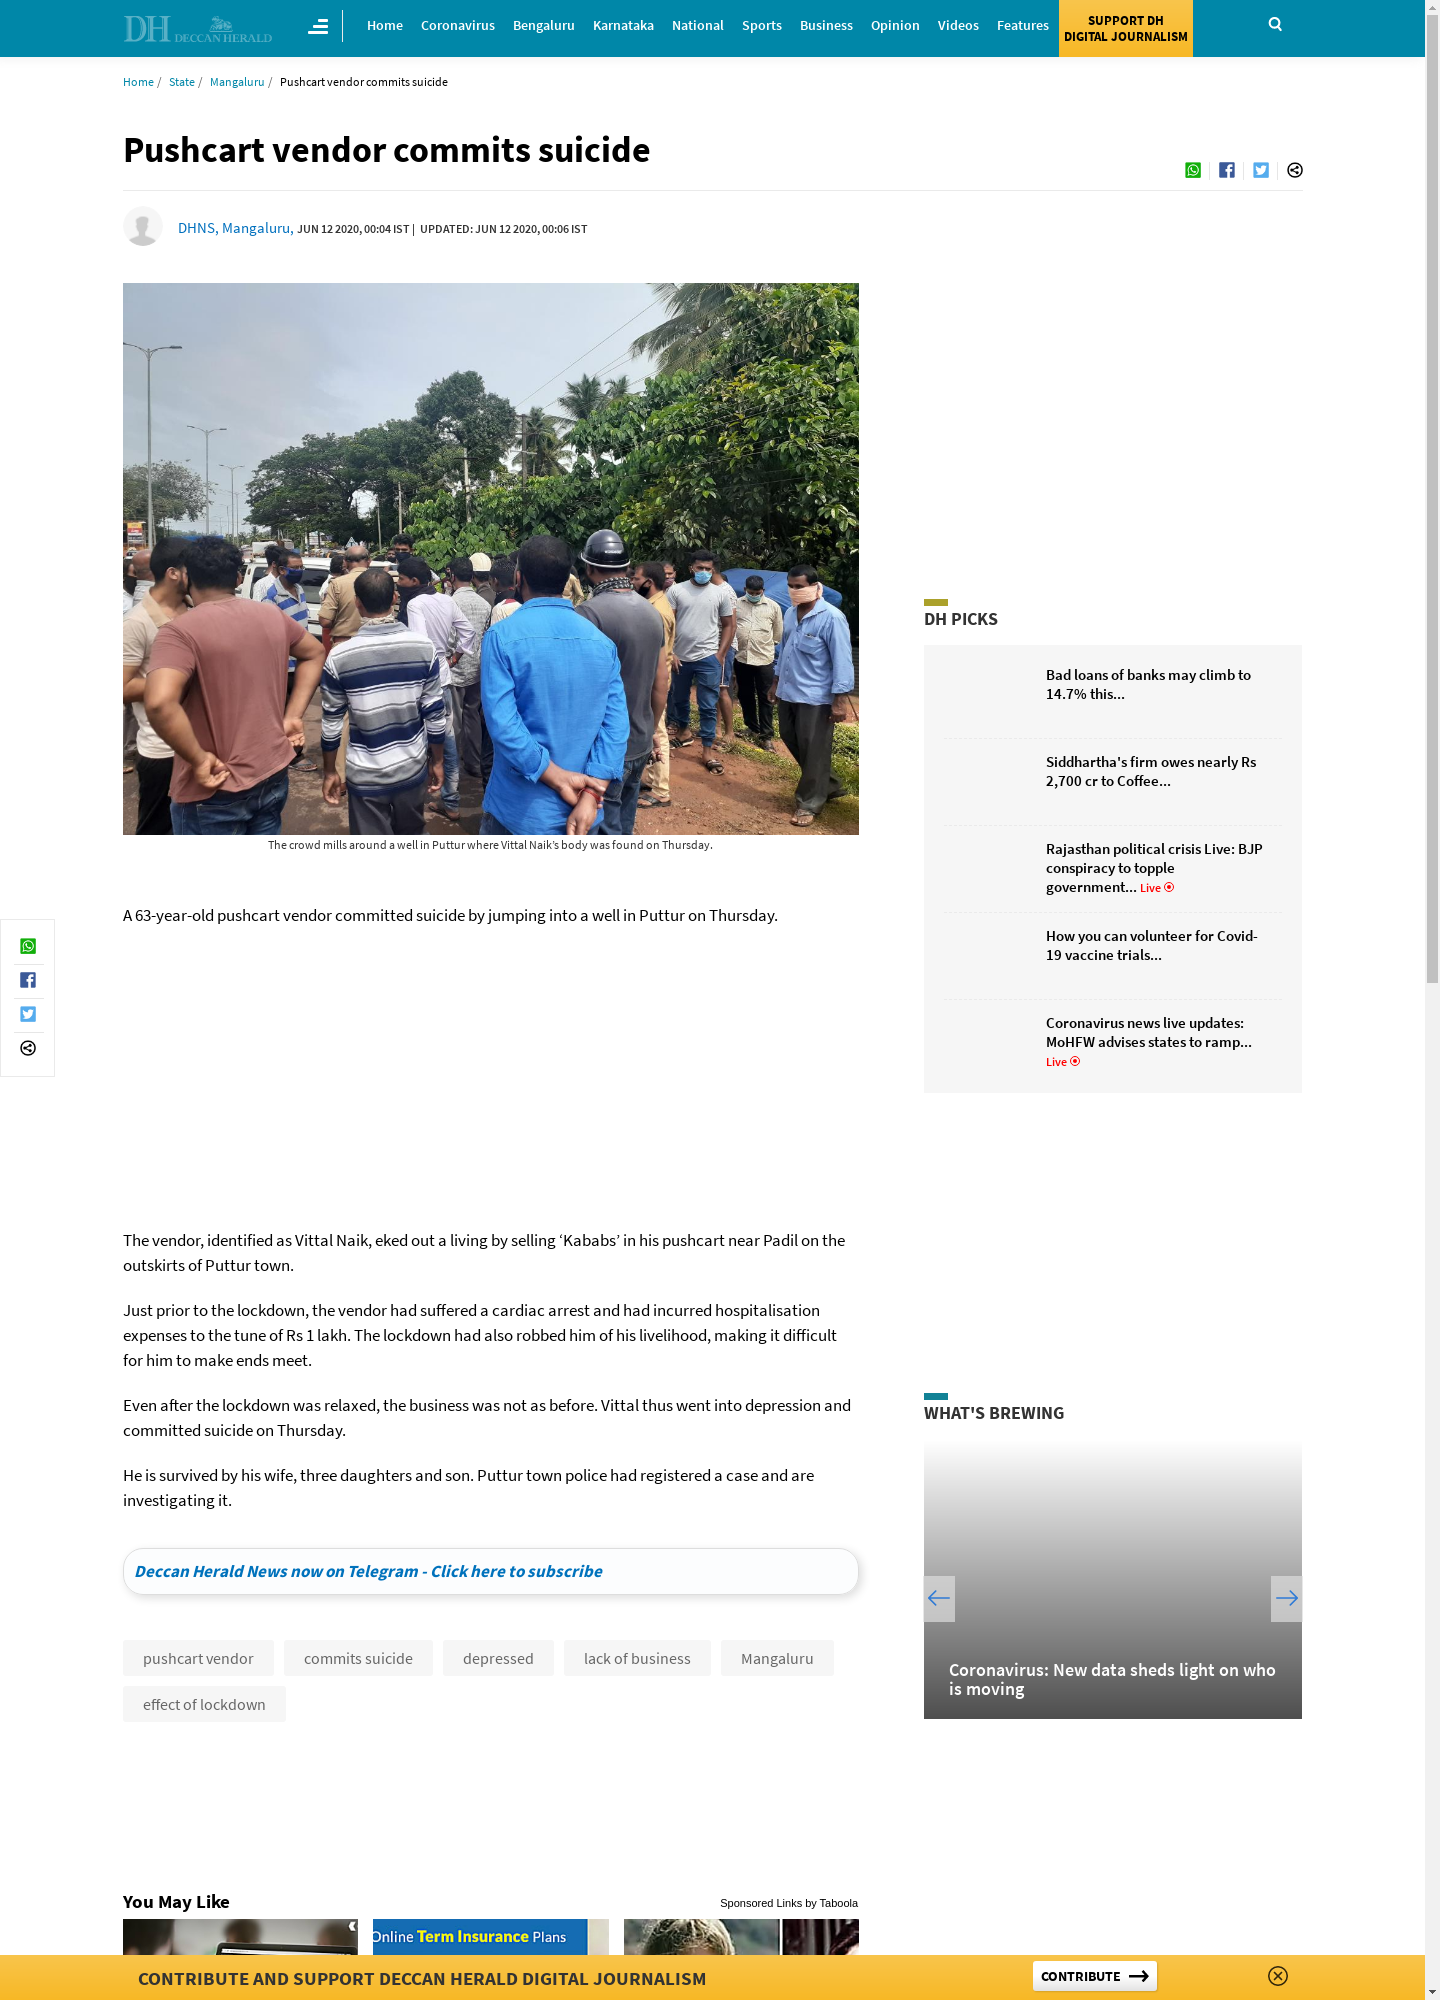 DH DECCAN HERALD
Home Coronavirus Bengaluru Karnataka National Sports Business Opinion Videos Features
SUPPORT DH
DIGITAL JOURNALISM
Home / State / Mangaluru / Pushcart vendor commits suicide
Pushcart vendor commits suicide
DHNS, Mangaluru, JUN 12 2020, 00:04 IST | UPDATED: JUN 12 2020, 00:06 IST
The crowd mills around a well in Puttur where Vittal Naik’s body was found on Thursday.
A 63-year-old pushcart vendor committed suicide by jumping into a well in Puttur on Thursday.
The vendor, identified as Vittal Naik, eked out a living by selling ‘Kababs’ in his pushcart near Padil on the
outskirts of Puttur town.
Just prior to the lockdown, the vendor had suffered a cardiac arrest and had incurred hospitalisation
expenses to the tune of Rs 1 lakh. The lockdown had also robbed him of his livelihood, making it difficult
for him to make ends meet.
Even after the lockdown was relaxed, the business was not as before. Vittal thus went into depression and
committed suicide on Thursday.
He is survived by his wife, three daughters and son. Puttur town police had registered a case and are
investigating it.
Deccan Herald News now on Telegram - Click here to subscribe
pushcart vendor commits suicide depressed lack of business Mangaluru
effect of lockdown
DH PICKS
Bad loans of banks may climb to
14.7% this...
Siddhartha's firm owes nearly Rs
2,700 cr to Coffee...
Rajasthan political crisis Live: BJP
conspiracy to topple
government... Live
How you can volunteer for Covid-
19 vaccine trials...
Coronavirus news live updates:
MoHFW advises states to ramp...
Live
WHAT'S BREWING
Coronavirus: New data sheds light on who
is moving
You May Like
Sponsored Links by Taboola
Online Term Insurance Plans
CONTRIBUTE AND SUPPORT DECCAN HERALD DIGITAL JOURNALISM
CONTRIBUTE